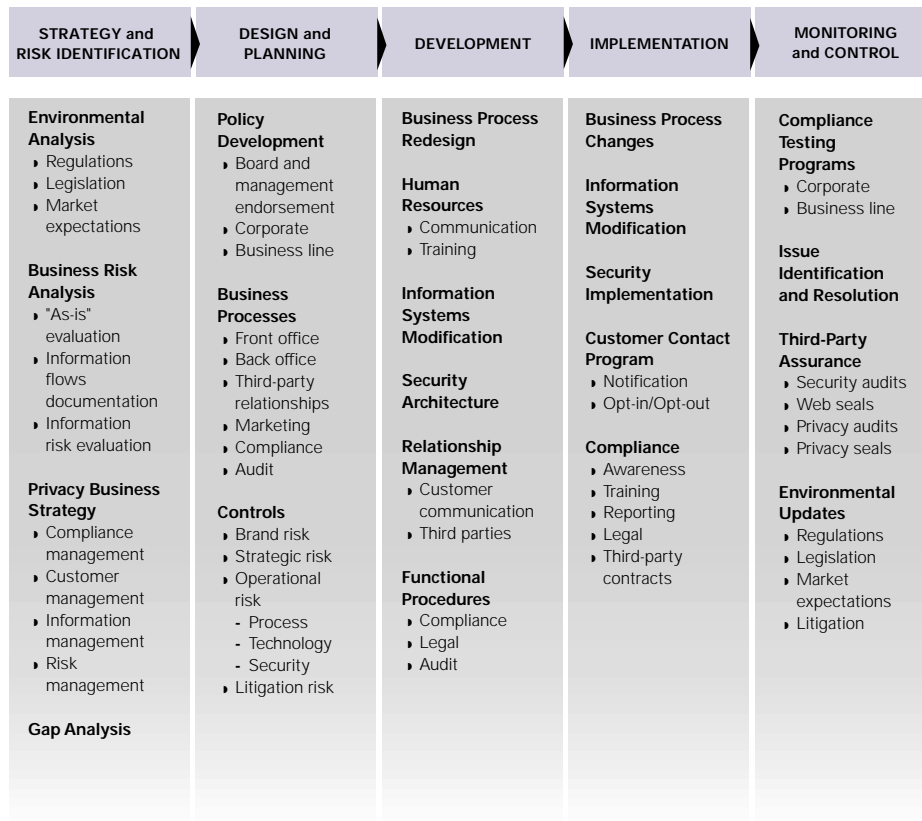 STRATEGY and
RISK IDENTIFICATION
DESIGN and
PLANNING
DEVELOPMENT
IMPLEMENTATION
MONITORING
and CONTROL
Environmental
Analysis
◗ Regulations
◗ Legislation
◗ Market
expectations
Business Risk
Analysis
◗ "As-is"
evaluation
◗ Information
flows
documentation
◗ Information
risk evaluation
Privacy Business
Strategy
◗ Compliance
management
◗ Customer
management
◗ Information
management
◗ Risk
management
Gap Analysis
Policy
Development
◗ Board and
management
endorsement
◗ Corporate
◗ Business line
Business
Processes
◗ Front office
◗ Back office
◗ Third-party
relationships
◗ Marketing
◗ Compliance
◗ Audit
Controls
◗ Brand risk
◗ Strategic risk
◗ Operational
risk
- Process
- Technology
- Security
◗ Litigation risk
Business Process
Redesign
Human
Resources
◗ Communication
◗ Training
Information
Systems
Modification
Security
Architecture
Relationship
Management
◗ Customer
communication
◗ Third parties
Functional
Procedures
◗ Compliance
◗ Legal
◗ Audit
Business Process
Changes
Information
Systems
Modification
Security
Implementation
Customer Contact
Program
◗ Notification
◗ Opt-in/Opt-out
Compliance
◗ Awareness
◗ Training
◗ Reporting
◗ Legal
◗ Third-party
contracts
Compliance
Testing
Programs
◗ Corporate
◗ Business line
Issue
Identification
and Resolution
Third-Party
Assurance
◗ Security audits
◗ Web seals
◗ Privacy audits
◗ Privacy seals
Environmental
Updates
◗ Regulations
◗ Legislation
◗ Market
expectations
◗ Litigation